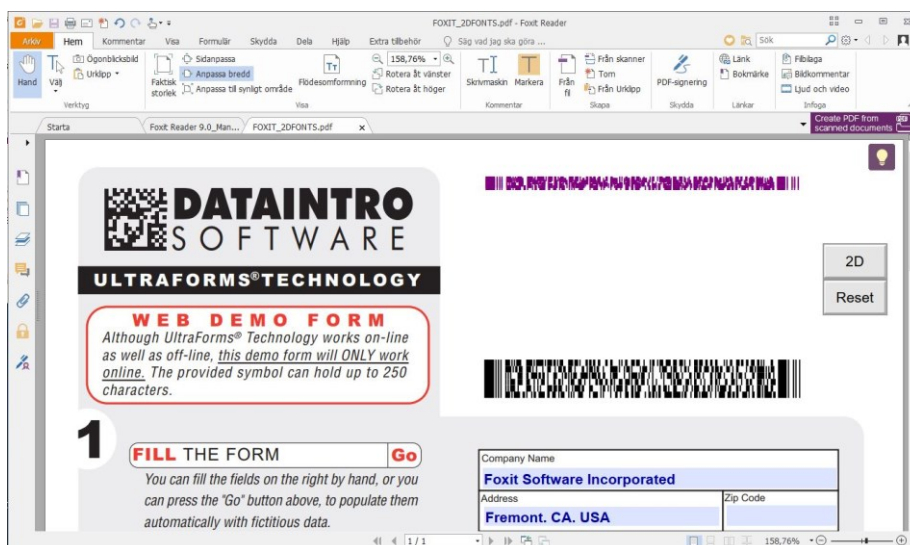 FOXIT_2DFONTS.pdf - Foxit Reader
Arkiv Hem Kommentar Visa Formulär Skydda Dela Hjälp Extra tillbehör Säg vad jag ska göra ... Sök
Hand
Välj
Ögonblicksbild
Urklipp
Faktisk storlek
Sidanpassa
Anpassa bredd
Anpassa till synligt område
Flödesomformning
158,76%
Rotera åt vänster
Rotera åt höger
Skrivmaskin
Markera
Från fil
Från skanner
Tom
Från Urklipp
PDF-signering
Länk
Bokmärke
Filbilaga
Bildkommentar
Ljud och video
Verktyg Visa Kommentar Skapa Skydda Länkar Infoga
Starta Foxit Reader 9.0_Man... FOXIT_2DFONTS.pdf x
Create PDF from
scanned documents
DATAINTRO
SOFTWARE
ULTRAFORMS®TECHNOLOGY
WEB DEMO FORM
Although UltraForms® Technology works on-line
as well as off-line, this demo form will ONLY work
online. The provided symbol can hold up to 250
characters.
2D
Reset
1
FILL THE FORM Go
You can fill the fields on the right by hand, or you
can press the "Go" button above, to populate them
automatically with fictitious data.
Company Name
Foxit Software Incorporated
Address Zip Code
Fremont. CA. USA
1 / 1 158,76%